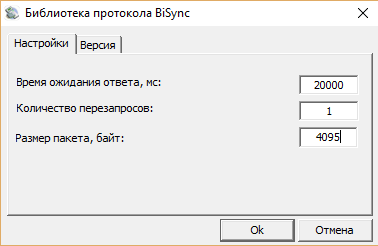 Библиотека протокола BiSync
Настройки Версия
Время ожидания ответа, мс: 20000
Количество перезапросов: 1
Размер пакета, байт: 4095
Ok Отмена